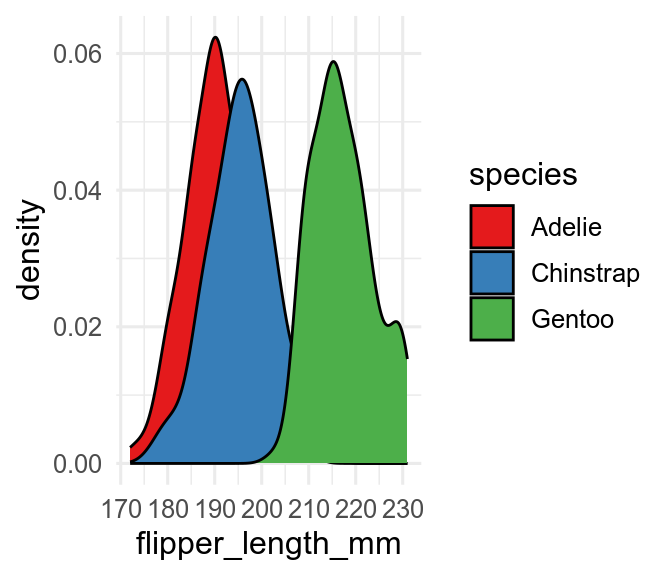 0.06
0.04
0.02
0.00
density
170 180 190 200 210 220 230
flipper_length_mm
species
Adelie
Chinstrap
Gentoo